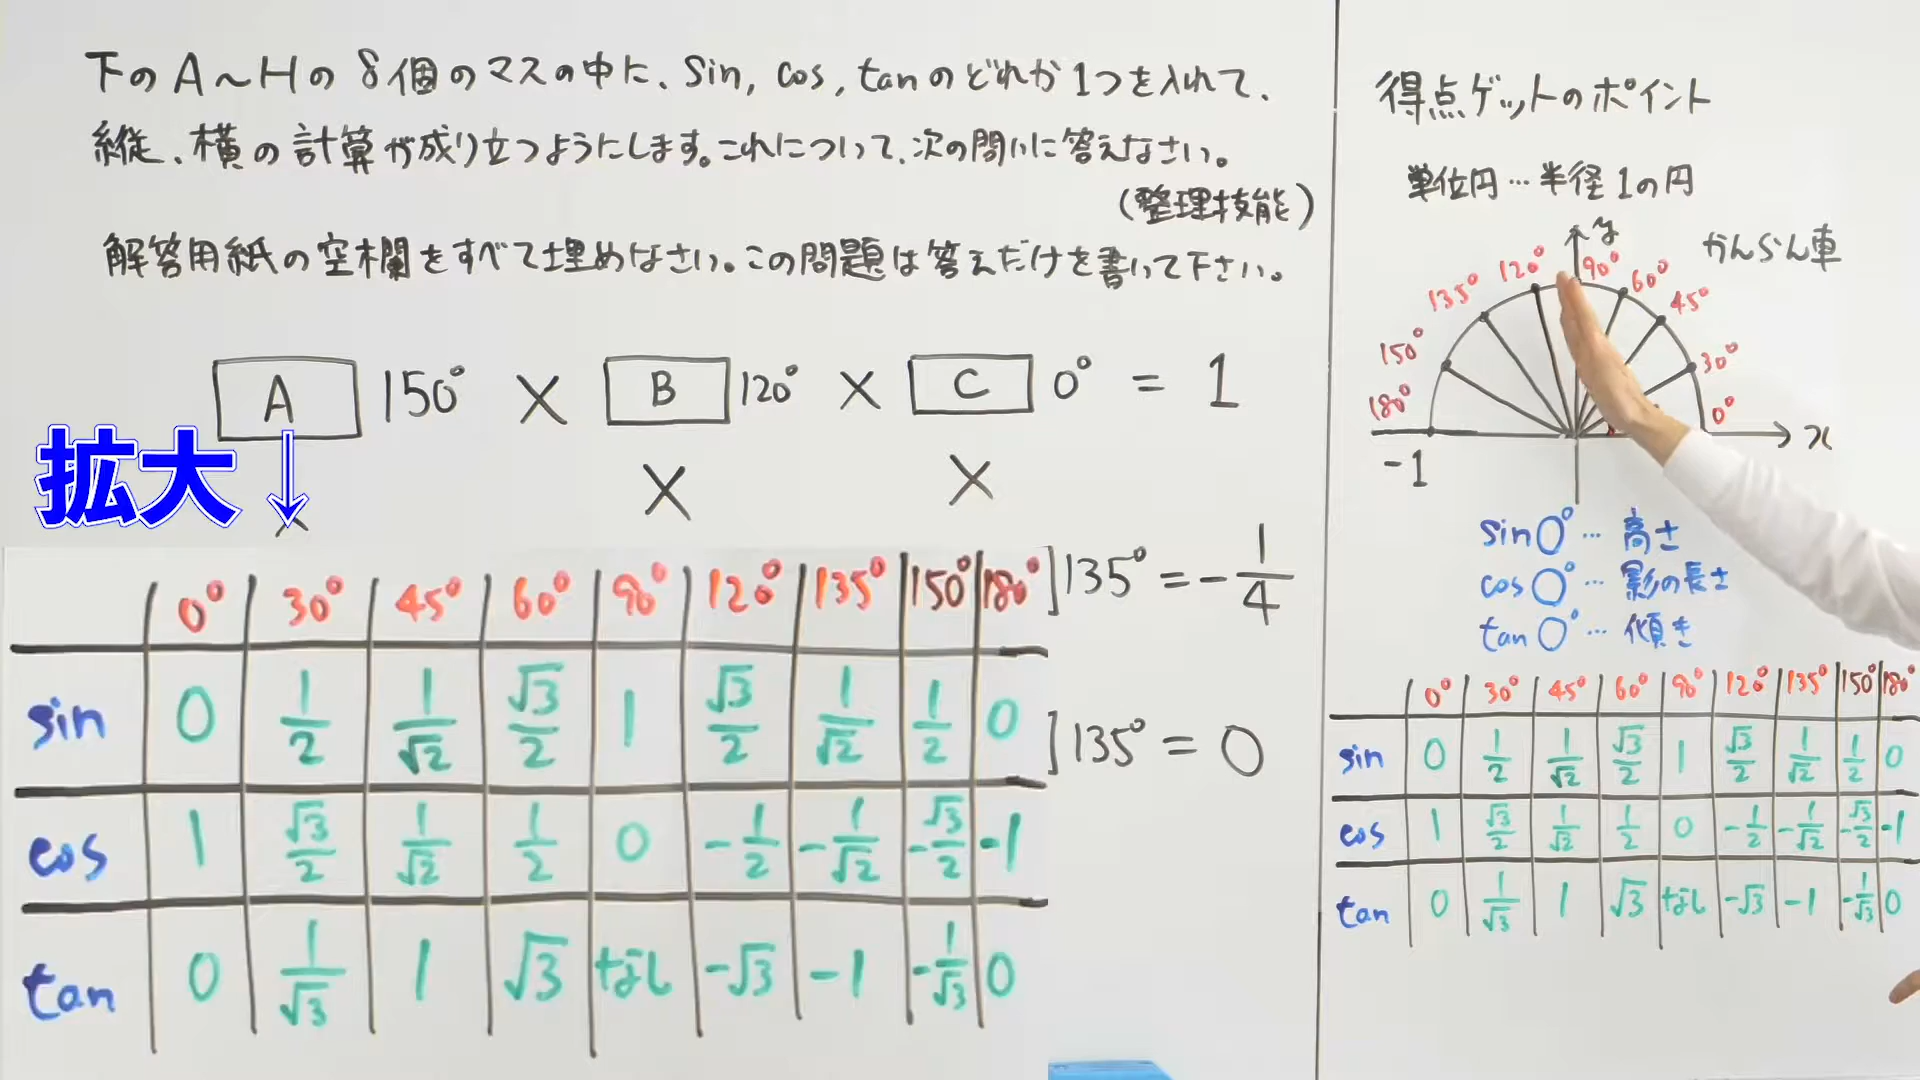 下のA～Hの8個のマスの中に、sin, cos, tanのどれか1つを入れて、
縦、横の計算が成り立つようにします。これについて、次の問いに答えなさい。
(整理技能)
解答用紙の空欄をすべて埋めなさい。この問題は答えだけを書いて下さい。
A 150° × B 120° × C 0° = 1
拡大↓
× × ×
135° = -1/4
135° = 0
0° 30° 45° 60° 90° 120° 135° 150° 180°
sin 0 1/2 1/√2 √3/2 1 √3/2 1/√2 1/2 0
cos 1 √3/2 1/√2 1/2 0 -1/2 -1/√2 -√3/2 -1
tan 0 1/√3 1 √3 なし -√3 -1 -1/√3 0
得点ゲットのポイント
単位円…半径1の円
y
かんらん車
120° 90° 60°
135° 45°
150° 30°
180° 0°
-1 x
sin○°… 高さ
cos○°… 影の長さ
tan○°… 傾き
0° 30° 45° 60° 90° 120° 135° 150° 180°
sin 0 1/2 1/√2 √3/2 1 √3/2 1/√2 1/2 0
cos 1 √3/2 1/√2 1/2 0 -1/2 -1/√2 -√3/2 -1
tan 0 1/√3 1 √3 なし -√3 -1 -1/√3 0